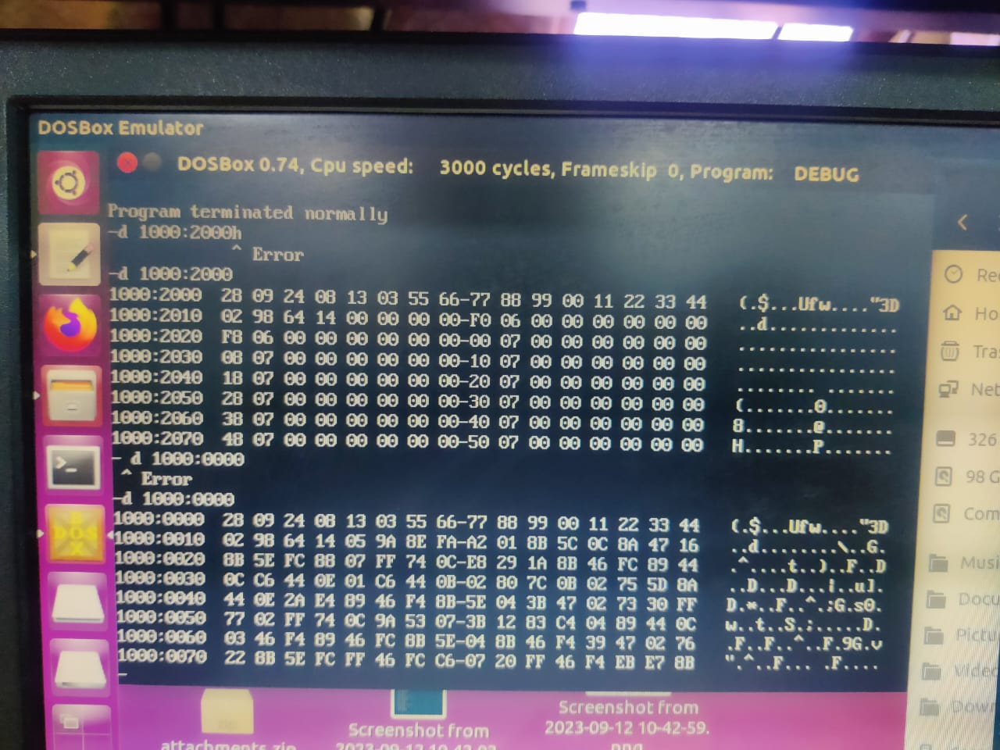 DOSBox Emulator
DOSBox 0.74, Cpu speed:    3000 cycles, Frameskip  0, Program:   DEBUG
Program terminated normally
-d 1000:2000h
^ Error
-d 1000:2000
1000:2000  28 09 24 08 13 03 55 66-77 88 99 00 11 22 33 44   (.$...Ufw...."3D
1000:2010  02 98 64 14 00 00 00 00-F0 06 00 00 00 00 00 00   ..d.............
1000:2020  F8 06 00 00 00 00 00 00-00 07 00 00 00 00 00 00   ................
1000:2030  08 07 00 00 00 00 00 00-10 07 00 00 00 00 00 00   ................
1000:2040  18 07 00 00 00 00 00 00-20 07 00 00 00 00 00 00   ........ .......
1000:2050  28 07 00 00 00 00 00 00-30 07 00 00 00 00 00 00   (.......0.......
1000:2060  38 07 00 00 00 00 00 00-40 07 00 00 00 00 00 00   8.......@.......
1000:2070  48 07 00 00 00 00 00 00-50 07 00 00 00 00 00 00   H.......P.......
- d 1000:0000
^ Error
-d 1000:0000
1000:0000  28 09 24 08 13 03 55 66-77 88 99 00 11 22 33 44   (.$...Ufw...."3D
1000:0010  02 98 64 14 05 9A 8E FA-A2 01 8B 5C 0C 8A 47 16   ..d........\..G.
1000:0020  8B 5E FC 88 07 FF 74 0C-E8 29 1A 8B 46 FC 89 44   .^....t..)..F..D
1000:0030  0C C6 44 0E 01 C6 44 0B-02 80 7C 0B 02 75 5D 8A   ..D...D...|..u].
1000:0040  44 0E 2A E4 89 46 F4 8B-5E 04 3B 47 02 73 30 FF   D.*..F..^.;G.s0.
1000:0050  77 02 FF 74 0C 9A 53 07-3B 12 83 C4 04 89 44 0C   w..t..S.;.....D.
1000:0060  03 46 F4 89 46 FC 8B 5E-04 8B 46 F4 39 47 02 76   .F..F..^..F.9G.v
1000:0070  22 8B 5E FC FF 46 FC C6-07 20 FF 46 F4 EB E7 8B   ".^..F... .F....
-
Rec
Ho
Tra
Net
326
98 G
Com
Musi
Docu
Pictu
Video
Down
attachments.zip
Screenshot from
2023-09-12 10-42-03
Screenshot from
2023-09-12 10-42-59.
png